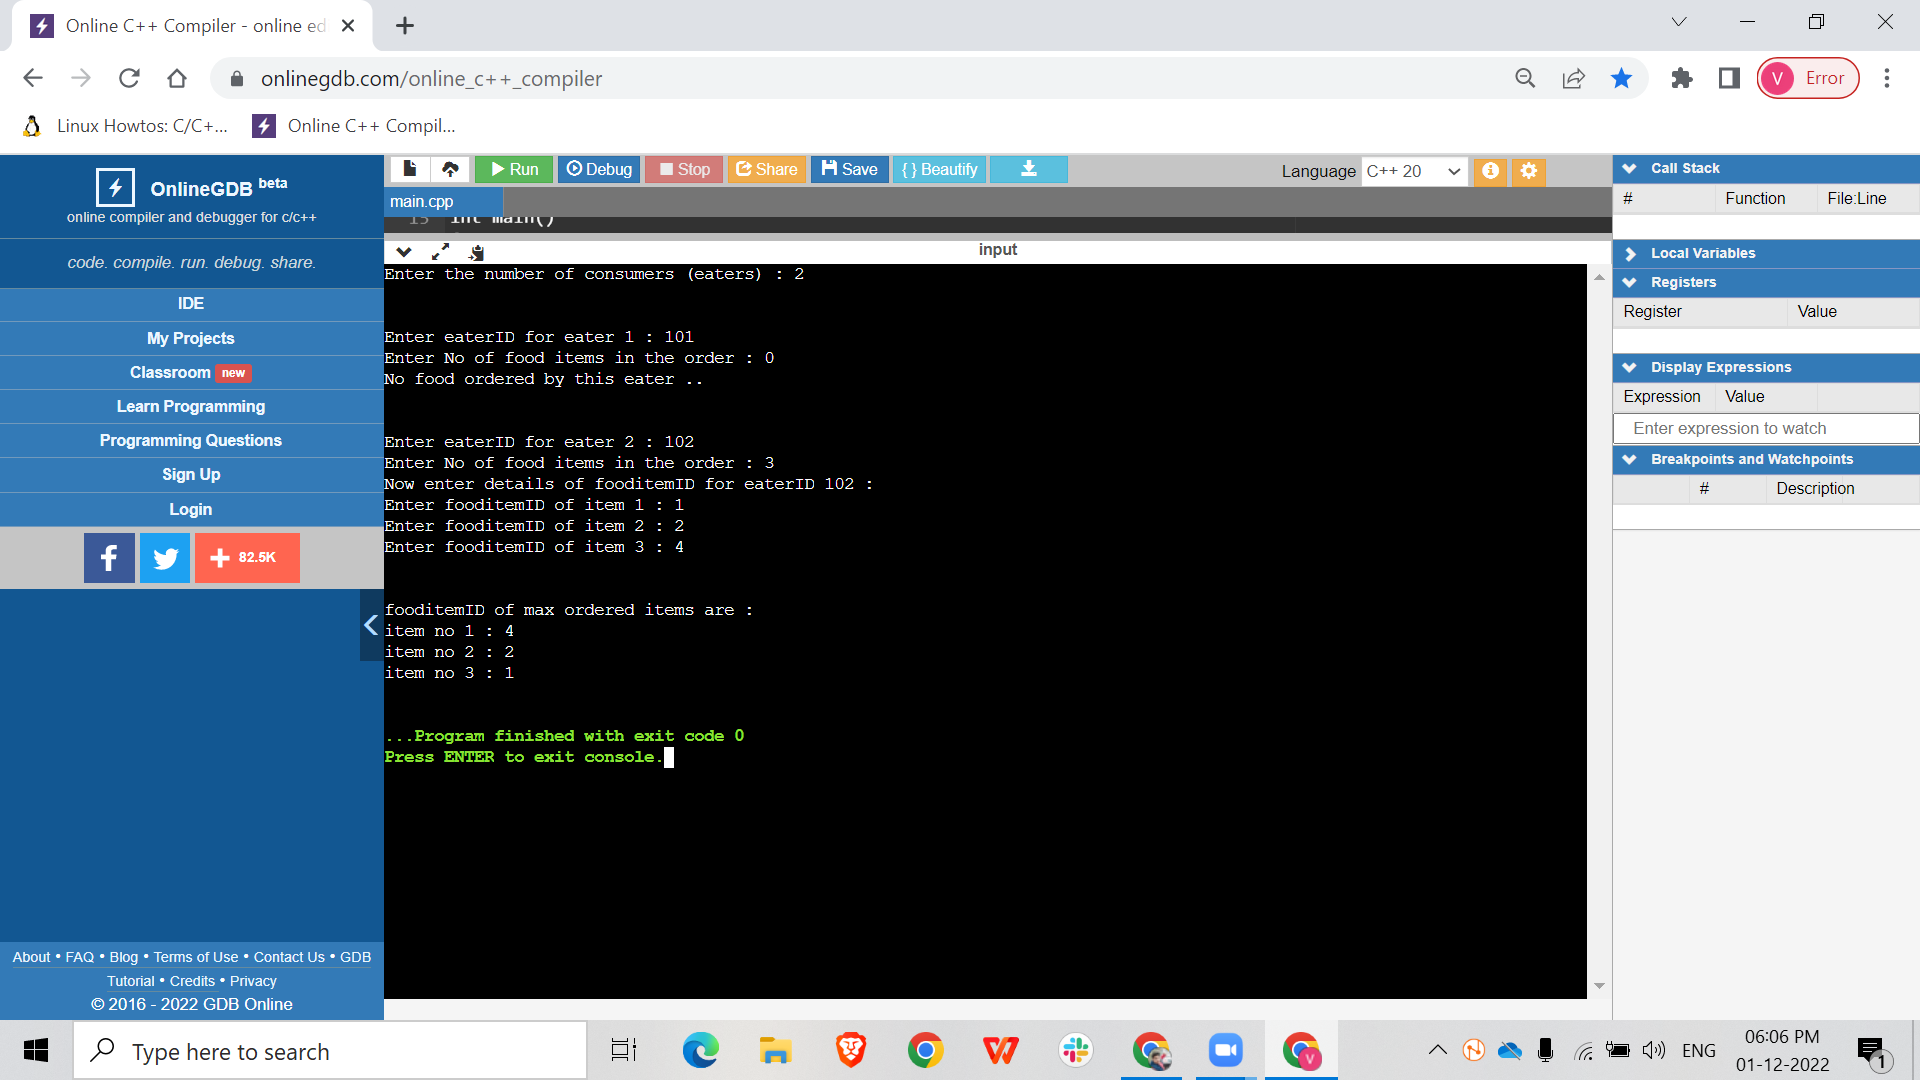 Online C++ Compiler - online ed
onlinegdb.com/online_c++_compiler
V Error
Linux Howtos: C/C+...
Online C++ Compil...
OnlineGDB beta
online compiler and debugger for c/c++
code. compile. run. debug. share.
IDE
My Projects
Classroom new
Learn Programming
Programming Questions
Sign Up
Login
f
+ 82.5K
About • FAQ • Blog • Terms of Use • Contact Us • GDB
Tutorial • Credits • Privacy
© 2016 - 2022 GDB Online
Run Debug Stop Share Save { } Beautify
Language C++ 20
main.cpp
int main()
input
Enter the number of consumers (eaters) : 2
Enter eaterID for eater 1 : 101
Enter No of food items in the order : 0
No food ordered by this eater ..
Enter eaterID for eater 2 : 102
Enter No of food items in the order : 3
Now enter details of fooditemID for eaterID 102 :
Enter fooditemID of item 1 : 1
Enter fooditemID of item 2 : 2
Enter fooditemID of item 3 : 4
fooditemID of max ordered items are :
item no 1 : 4
item no 2 : 2
item no 3 : 1
...Program finished with exit code 0
Press ENTER to exit console.
Call Stack
# Function File:Line
Local Variables
Registers
Register Value
Display Expressions
Expression Value
Enter expression to watch
Breakpoints and Watchpoints
# Description
Type here to search
V
ENG
06:06 PM
01-12-2022
1